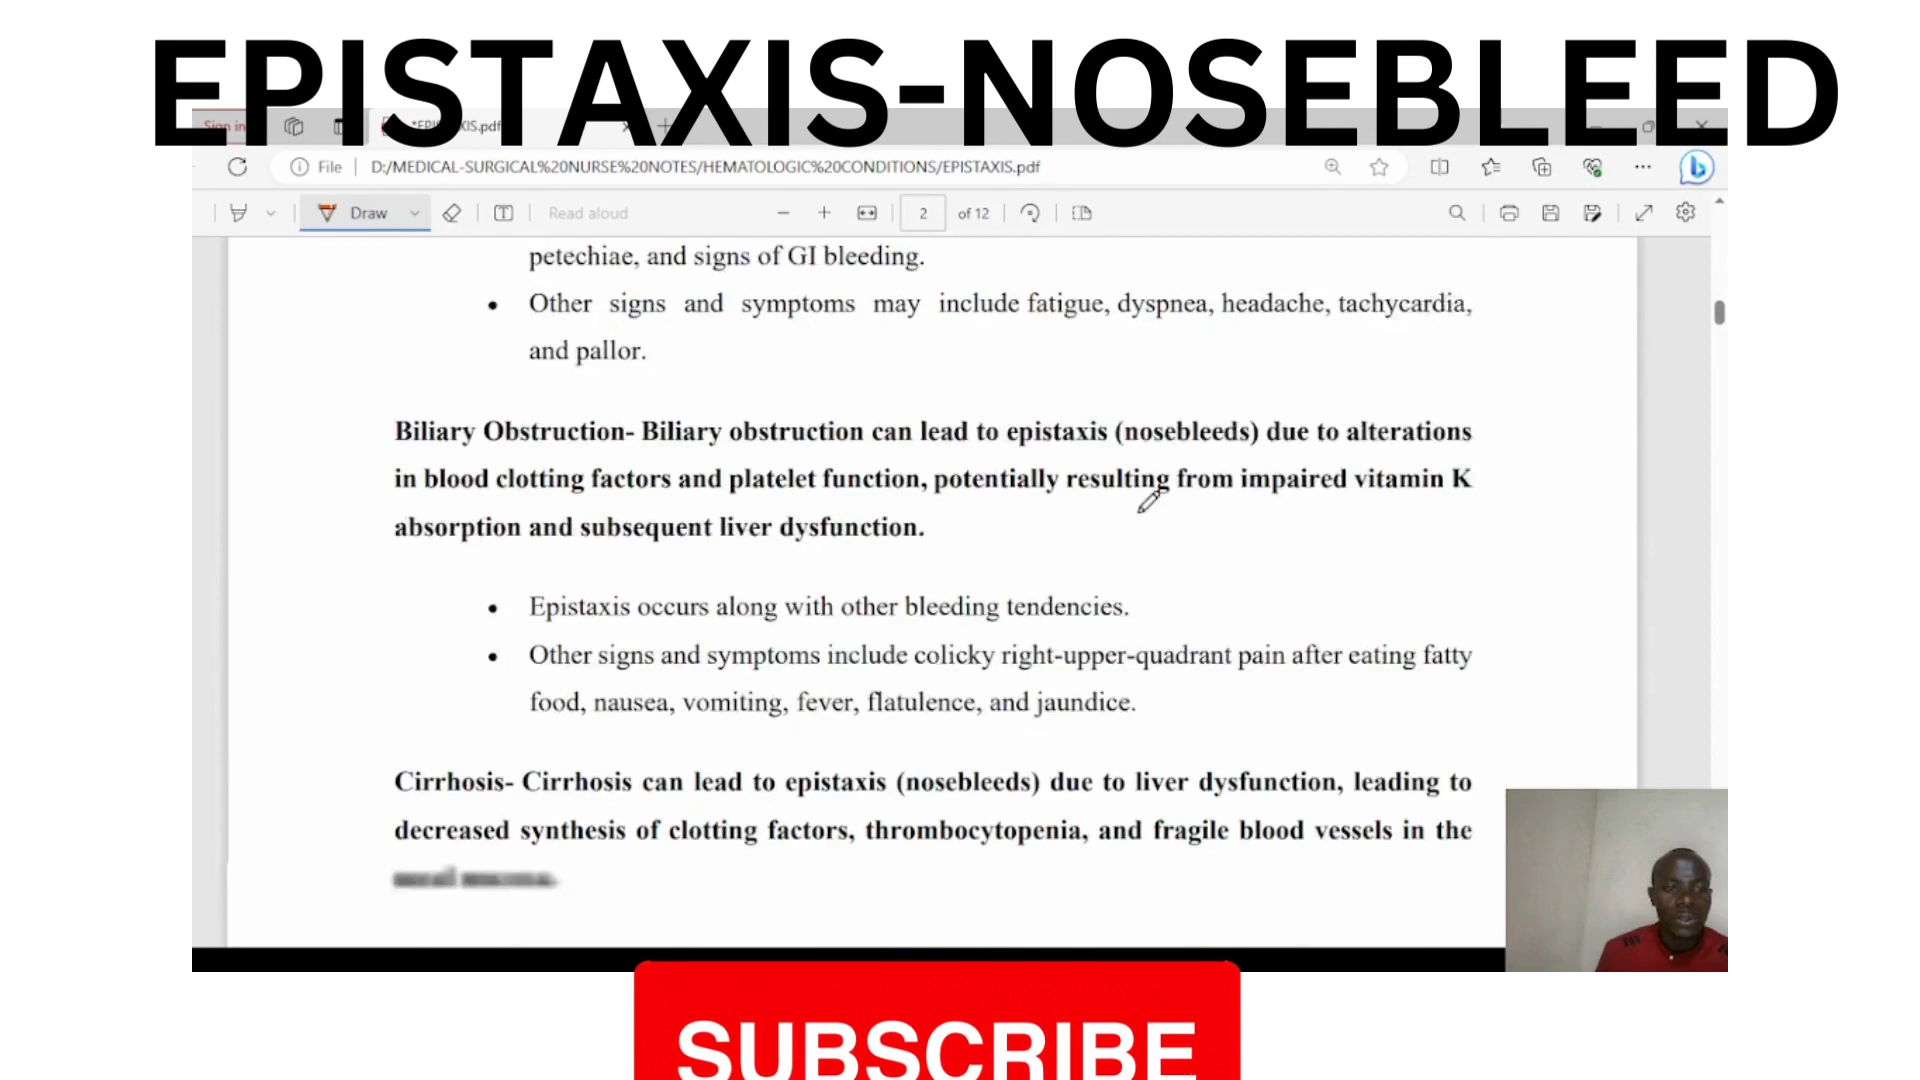 EPISTAXIS-NOSEBLEED
Sign in
File D:/MEDICAL-SURGICAL%20NURSE%20NOTES/HEMATOLOGIC%20CONDITIONS/EPISTAXIS.pdf
Draw Read aloud 2 of 12
petechiae, and signs of GI bleeding.
• Other signs and symptoms may include fatigue, dyspnea, headache, tachycardia,
and pallor.
Biliary Obstruction- Biliary obstruction can lead to epistaxis (nosebleeds) due to alterations
in blood clotting factors and platelet function, potentially resulting from impaired vitamin K
absorption and subsequent liver dysfunction.
• Epistaxis occurs along with other bleeding tendencies.
• Other signs and symptoms include colicky right-upper-quadrant pain after eating fatty
food, nausea, vomiting, fever, flatulence, and jaundice.
Cirrhosis- Cirrhosis can lead to epistaxis (nosebleeds) due to liver dysfunction, leading to
decreased synthesis of clotting factors, thrombocytopenia, and fragile blood vessels in the
SUBSCRIBE